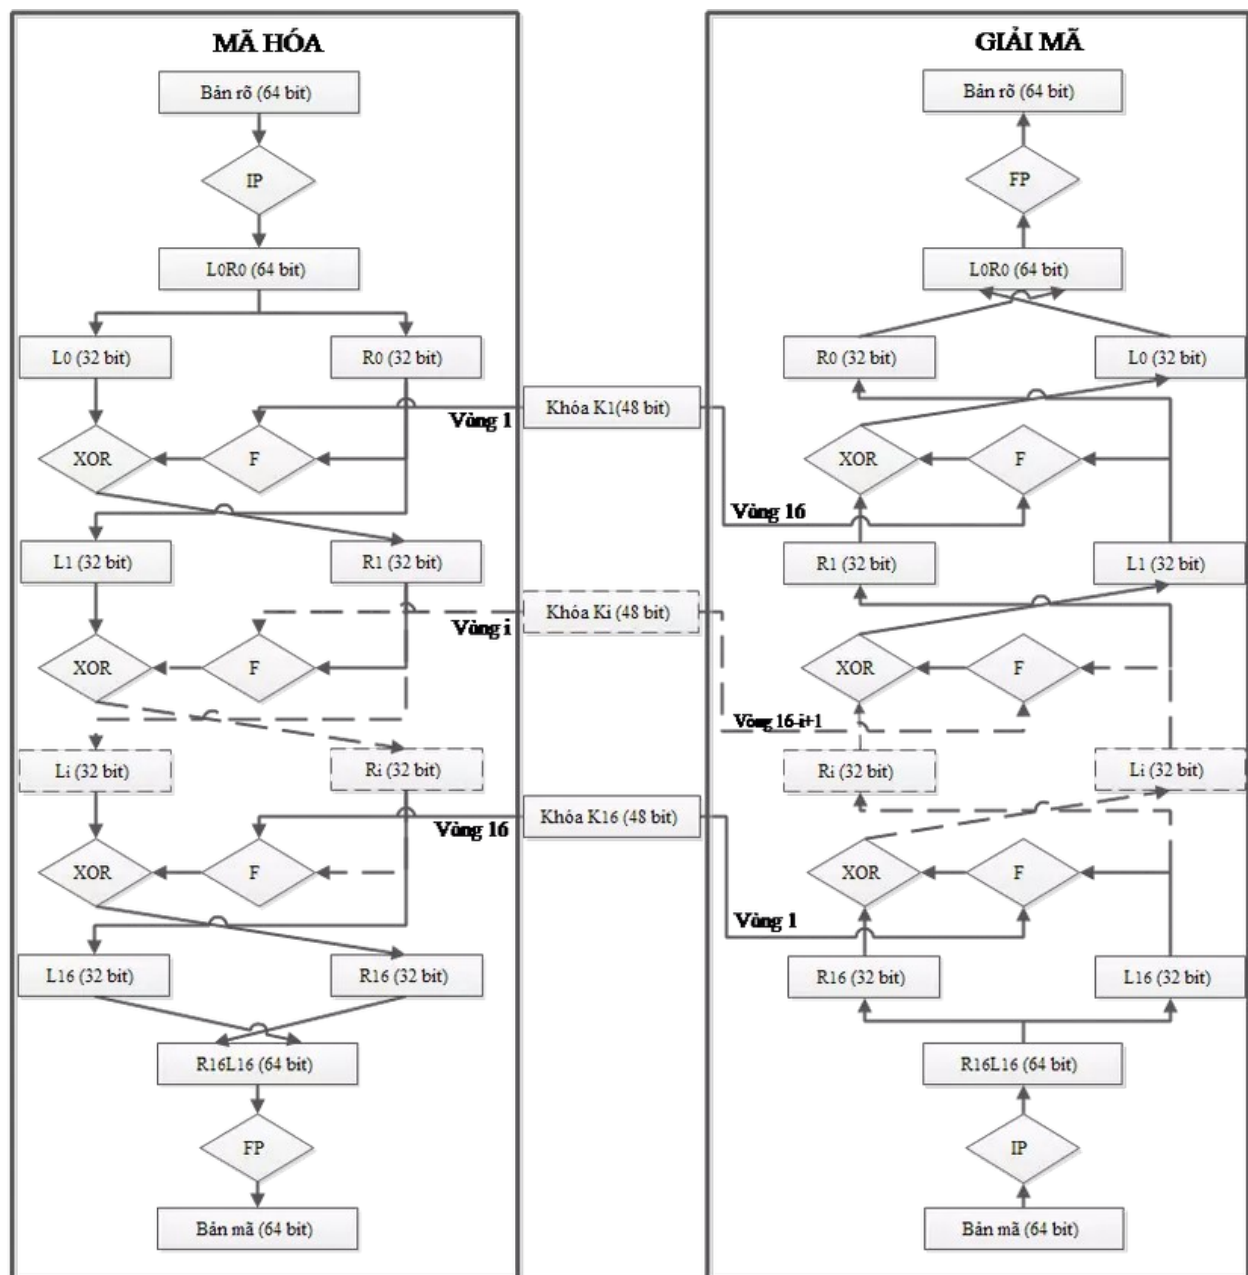 MÃ HÓA
Bản rõ (64 bit)
IP
L0R0 (64 bit)
L0 (32 bit)
R0 (32 bit)
Vòng 1
XOR
F
L1 (32 bit)
R1 (32 bit)
Vòng i
XOR
F
Li (32 bit)
Ri (32 bit)
Vòng 16
XOR
F
L16 (32 bit)
R16 (32 bit)
R16L16 (64 bit)
FP
Bản mã (64 bit)
Khóa K1(48 bit)
Khóa Ki (48 bit)
Khóa K16 (48 bit)
GIẢI MÃ
Bản rõ (64 bit)
FP
L0R0 (64 bit)
R0 (32 bit)
L0 (32 bit)
XOR
F
Vòng 16
R1 (32 bit)
L1 (32 bit)
XOR
F
Vòng 16-i+1
Ri (32 bit)
Li (32 bit)
XOR
F
Vòng 1
R16 (32 bit)
L16 (32 bit)
R16L16 (64 bit)
IP
Bản mã (64 bit)